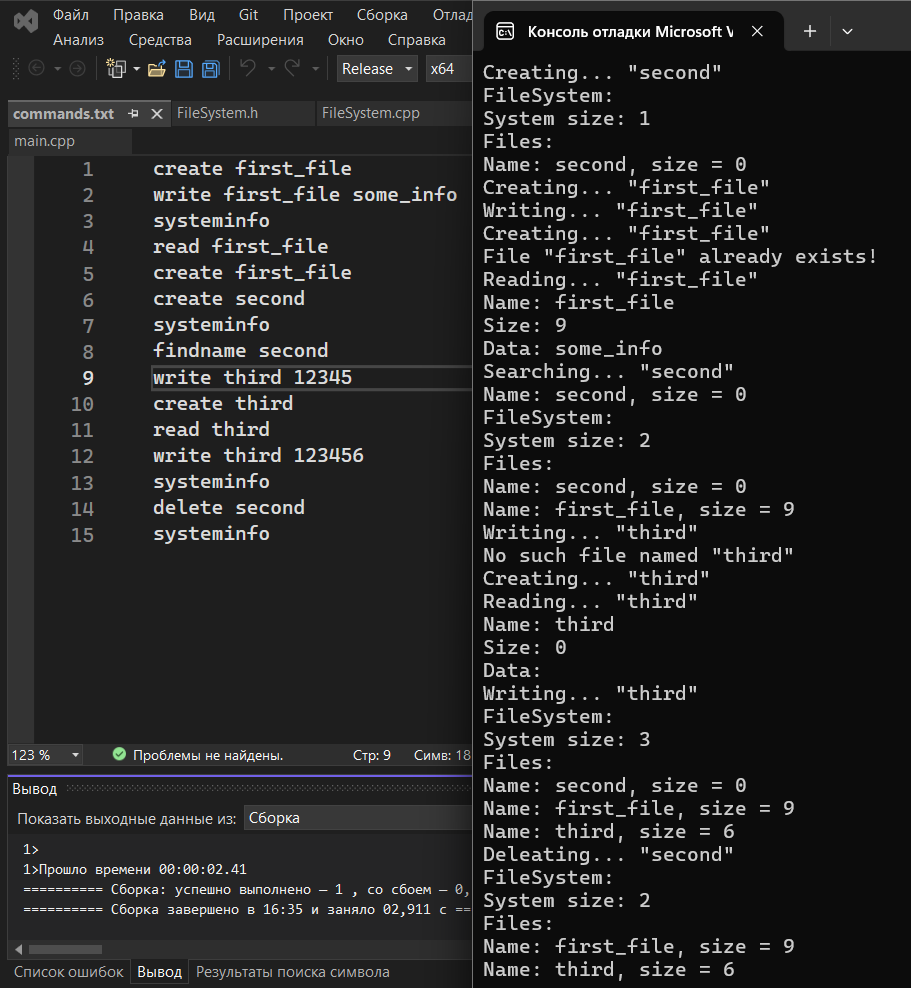 Файл Правка Вид Git Проект Сборка Отлад
Анализ Средства Расширения Окно Справка
Release x64
commands.txt FileSystem.h FileSystem.cpp
main.cpp
1 create first_file
2 write first_file some_info
3 systeminfo
4 read first_file
5 create first_file
6 create second
7 systeminfo
8 findname second
9 write third 12345
10 create third
11 read third
12 write third 123456
13 systeminfo
14 delete second
15 systeminfo
123 % Проблемы не найдены. Стр: 9 Симв: 18
Вывод
Показать выходные данные из: Сборка
1>
1>Прошло времени 00:00:02.41
========== Сборка: успешно выполнено — 1 , со сбоем — 0,
========== Сборка завершено в 16:35 и заняло 02,911 с ==
Список ошибок Вывод Результаты поиска символа
Консоль отладки Microsoft V
Creating... "second"
FileSystem:
System size: 1
Files:
Name: second, size = 0
Creating... "first_file"
Writing... "first_file"
Creating... "first_file"
File "first_file" already exists!
Reading... "first_file"
Name: first_file
Size: 9
Data: some_info
Searching... "second"
Name: second, size = 0
FileSystem:
System size: 2
Files:
Name: second, size = 0
Name: first_file, size = 9
Writing... "third"
No such file named "third"
Creating... "third"
Reading... "third"
Name: third
Size: 0
Data:
Writing... "third"
FileSystem:
System size: 3
Files:
Name: second, size = 0
Name: first_file, size = 9
Name: third, size = 6
Deleating... "second"
FileSystem:
System size: 2
Files:
Name: first_file, size = 9
Name: third, size = 6